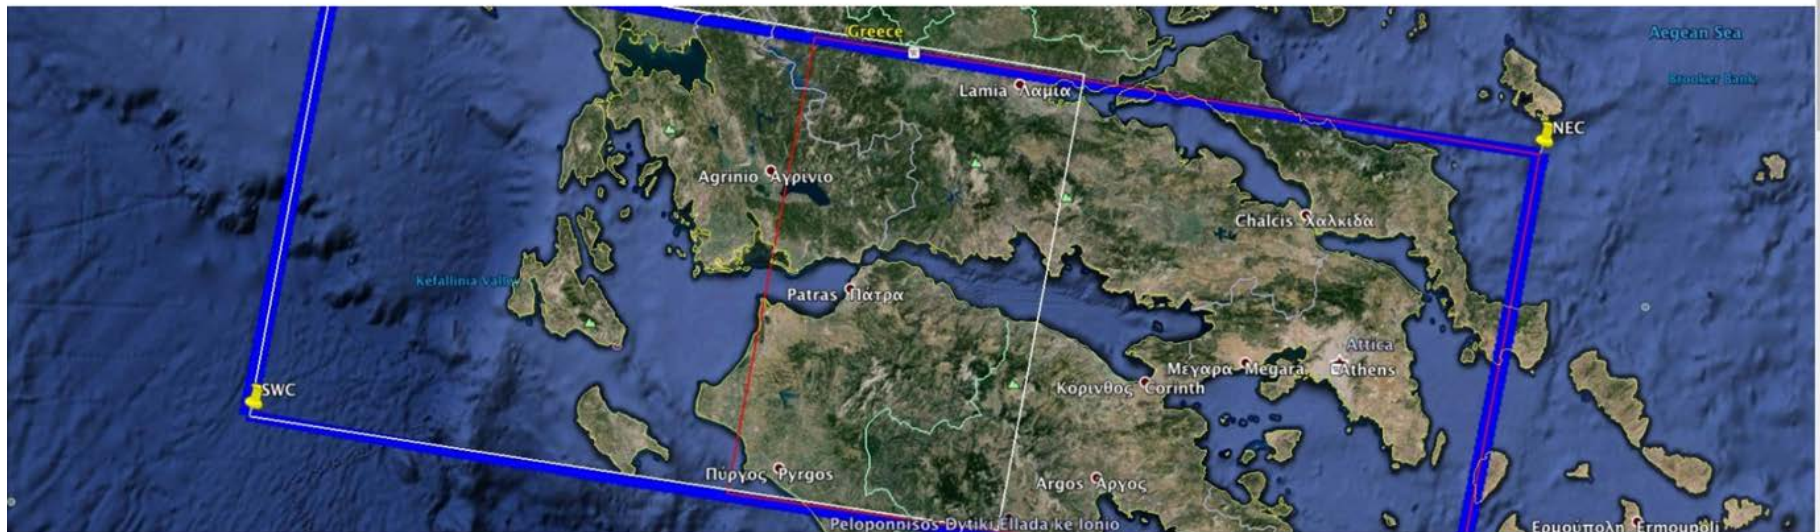 Greece
Aegean Sea
Brooker Bank
Lamia Λαμία
NEC
Agrinio Αγρίνιο
Chalcis Χαλκίδα
Kefallinia Valley
Patras Πάτρα
Attica
Μέγαρα Megara
Athens
SWC
Κόρινθος Corinth
Πύργος Pyrgos
Argos Άργος
Peloponnisos Dytiki Ellada ke Ionio
Ερμούπολη Ermoupoli